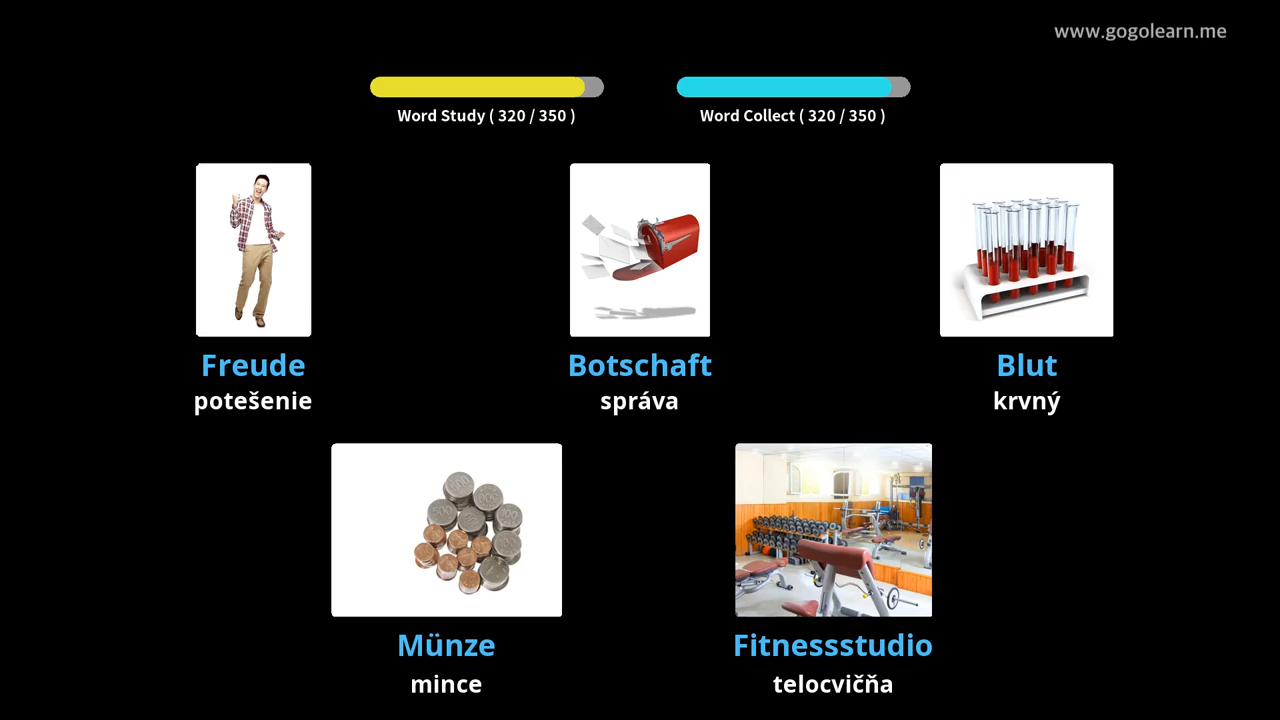 www.gogolearn.me
Word Study ( 320 / 350 )
Word Collect ( 320 / 350 )
Freude
potešenie
Botschaft
správa
Blut
krvný
Münze
mince
Fitnessstudio
telocvičňa